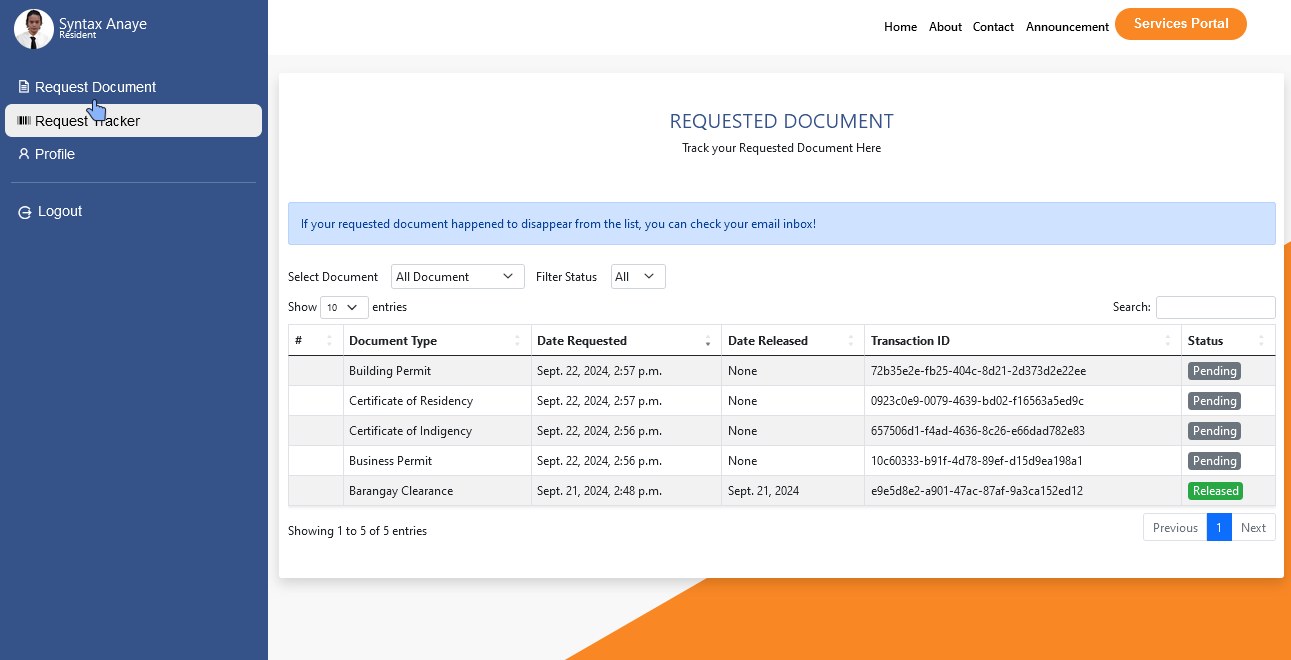 Syntax Anaye
Resident
Request Document
Request Tracker
Profile
Logout
Home About Contact Announcement Services Portal
REQUESTED DOCUMENT
Track your Requested Document Here
If your requested document happened to disappear from the list, you can check your email inbox!
Select Document All Document Filter Status All
Show 10 entries Search:
# Document Type Date Requested Date Released Transaction ID Status
Building Permit Sept. 22, 2024, 2:57 p.m. None 72b35e2e-fb25-404c-8d21-2d373d2e22ee Pending
Certificate of Residency Sept. 22, 2024, 2:57 p.m. None 0923c0e9-0079-4639-bd02-f16563a5ed9c Pending
Certificate of Indigency Sept. 22, 2024, 2:56 p.m. None 657506d1-f4ad-4636-8c26-e66dad782e83 Pending
Business Permit Sept. 22, 2024, 2:56 p.m. None 10c60333-b91f-4d78-89ef-d15d9ea198a1 Pending
Barangay Clearance Sept. 21, 2024, 2:48 p.m. Sept. 21, 2024 e9e5d8e2-a901-47ac-87af-9a3ca152ed12 Released
Showing 1 to 5 of 5 entries Previous 1 Next